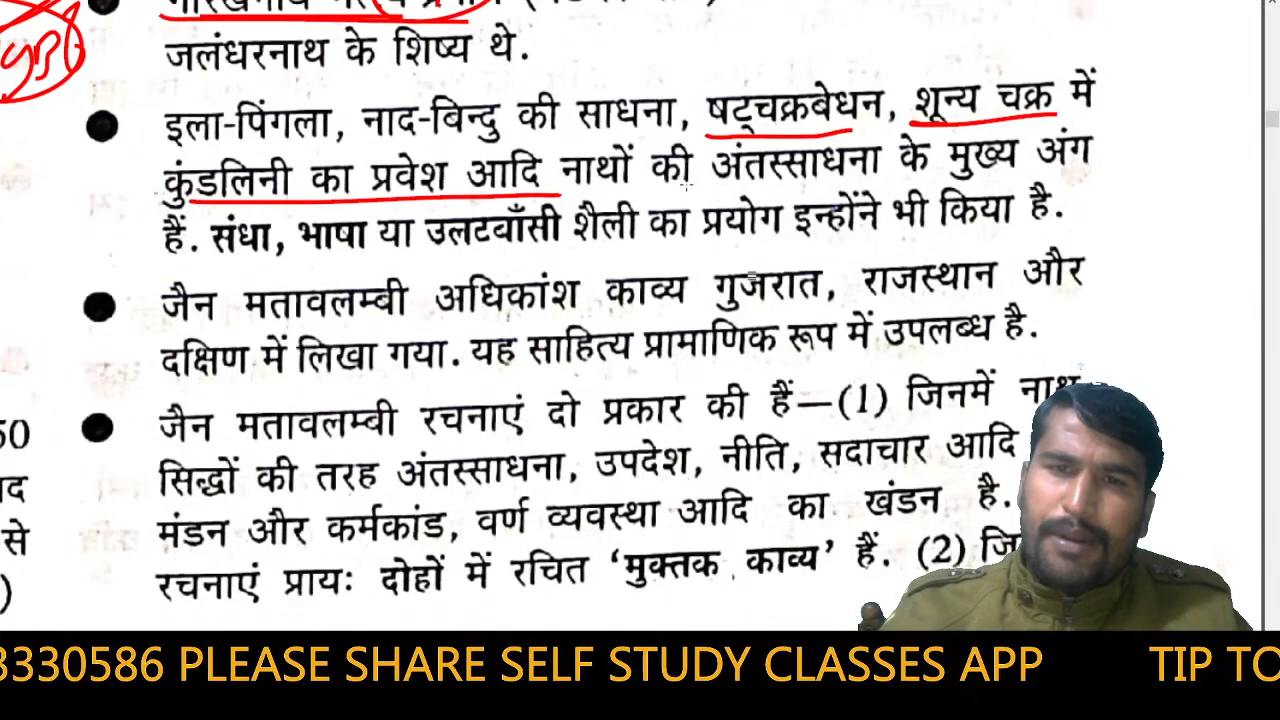 जलंधरनाथ के शिष्य थे.
इला-पिंगला, नाद-बिन्दु की साधना, षट्चक्रबेधन, शून्य चक्र में
कुंडलिनी का प्रवेश आदि नाथों की अंतस्साधना के मुख्य अंग
हैं. संधा, भाषा या उलटवाँसी शैली का प्रयोग इन्होंने भी किया है.
जैन मतावलम्बी अधिकांश काव्य गुजरात, राजस्थान और
दक्षिण में लिखा गया. यह साहित्य प्रामाणिक रूप में उपलब्ध है.
जैन मतावलम्बी रचनाएं दो प्रकार की हैं—(1) जिनमें नाथ
सिद्धों की तरह अंतस्साधना, उपदेश, नीति, सदाचार आदि
मंडन और कर्मकांड, वर्ण व्यवस्था आदि का खंडन है.
रचनाएं प्रायः दोहों में रचित ‘मुक्तक काव्य’ हैं. (2)
50
से
)
3330586 PLEASE SHARE SELF STUDY CLASSES APP TIP TO